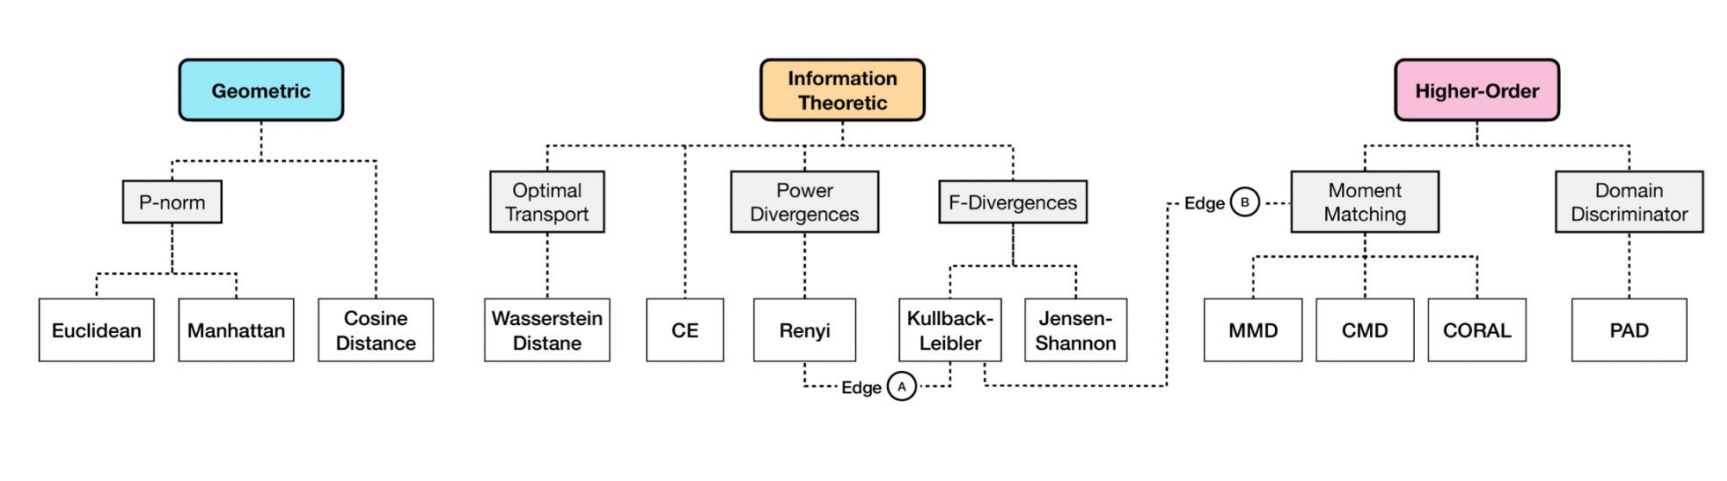 Geometric
Information
Theoretic
Higher-Order
P-norm
Optimal
Transport
Power
Divergences
F-Divergences
Edge B
Moment
Matching
Domain
Discriminator
Euclidean
Manhattan
Cosine
Distance
Wasserstein
Distane
CE
Renyi
Kullback-
Leibler
Jensen-
Shannon
MMD
CMD
CORAL
PAD
Edge A